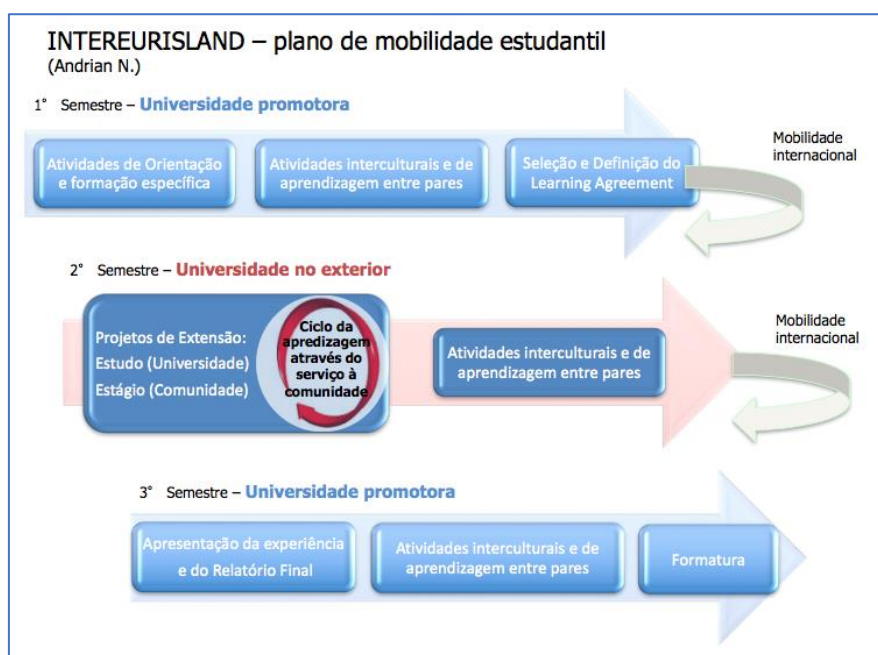 INTEREURISLAND – plano de mobilidade estudantil
(Andrian N.)
1° Semestre – Universidade promotora
Atividades de Orientação
e formação específica
Atividades interculturais e de
aprendizagem entre pares
Seleção e Definição do
Learning Agreement
Mobilidade
internacional
2° Semestre – Universidade no exterior
Projetos de Extensão:
Estudo (Universidade)
Estágio (Comunidade)
Ciclo da
apredizagem
através do
serviço à
comunidade
Atividades interculturais e de
aprendizagem entre pares
Mobilidade
internacional
3° Semestre – Universidade promotora
Apresentação da experiência
e do Relatório Final
Atividades interculturais e de
aprendizagem entre pares
Formatura